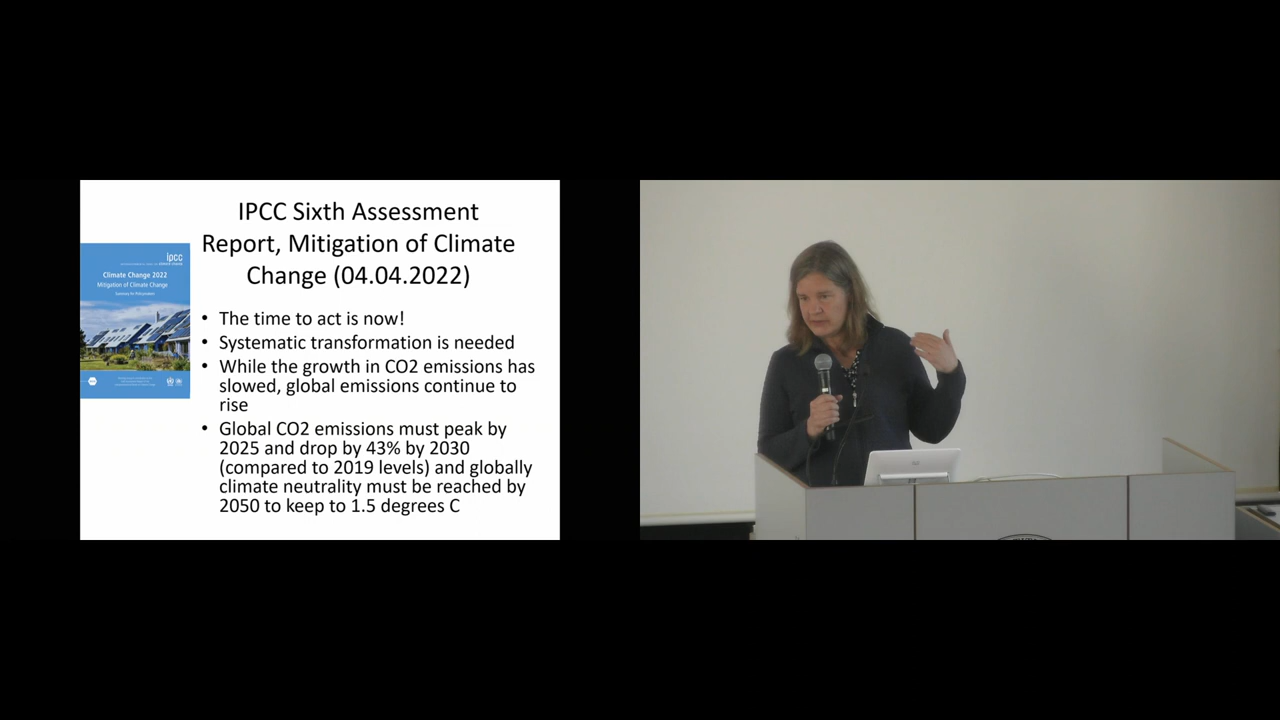 IPCC Sixth Assessment
Report, Mitigation of Climate
Change (04.04.2022)
ipcc
Climate Change 2022
Mitigation of Climate Change
Summary for Policymakers
• The time to act is now!
• Systematic transformation is needed
• While the growth in CO2 emissions has
slowed, global emissions continue to
rise
• Global CO2 emissions must peak by
2025 and drop by 43% by 2030
(compared to 2019 levels) and globally
climate neutrality must be reached by
2050 to keep to 1.5 degrees C